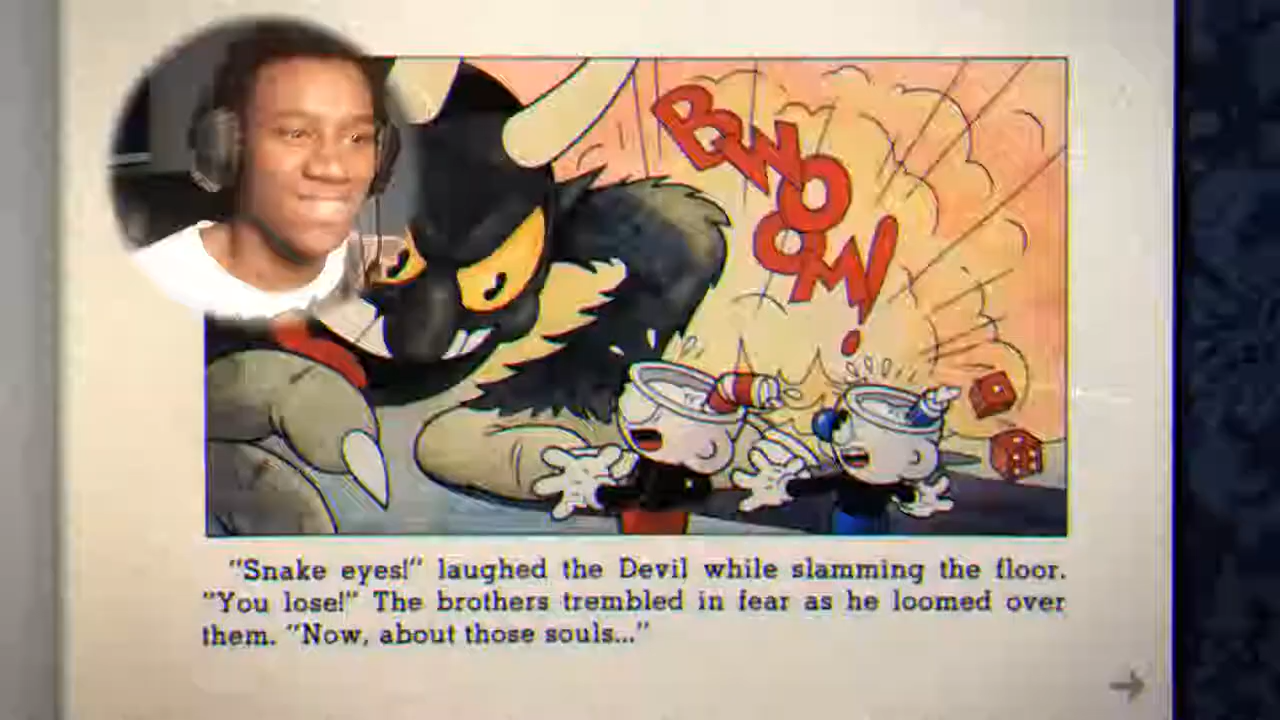 BWOOM!
"Snake eyes!" laughed the Devil while slamming the floor.
"You lose!" The brothers trembled in fear as he loomed over
them. "Now, about those souls..."